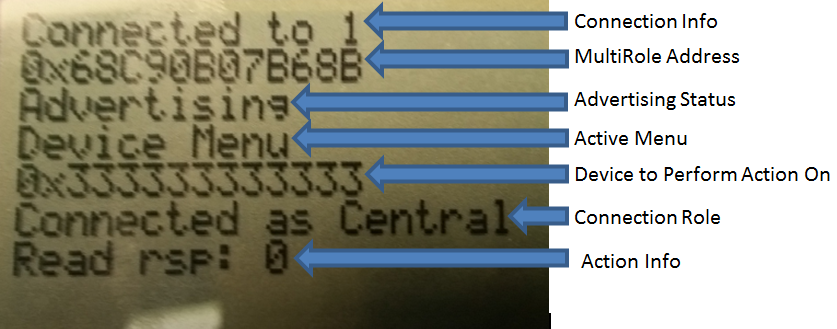 Connected to 1 Connection Info
0x68C90B07B68B MultiRole Address
Advertising Advertising Status
Device Menu Active Menu
0x333333333333 Device to Perform Action On
Connected as Central Connection Role
Read rsp: 0 Action Info